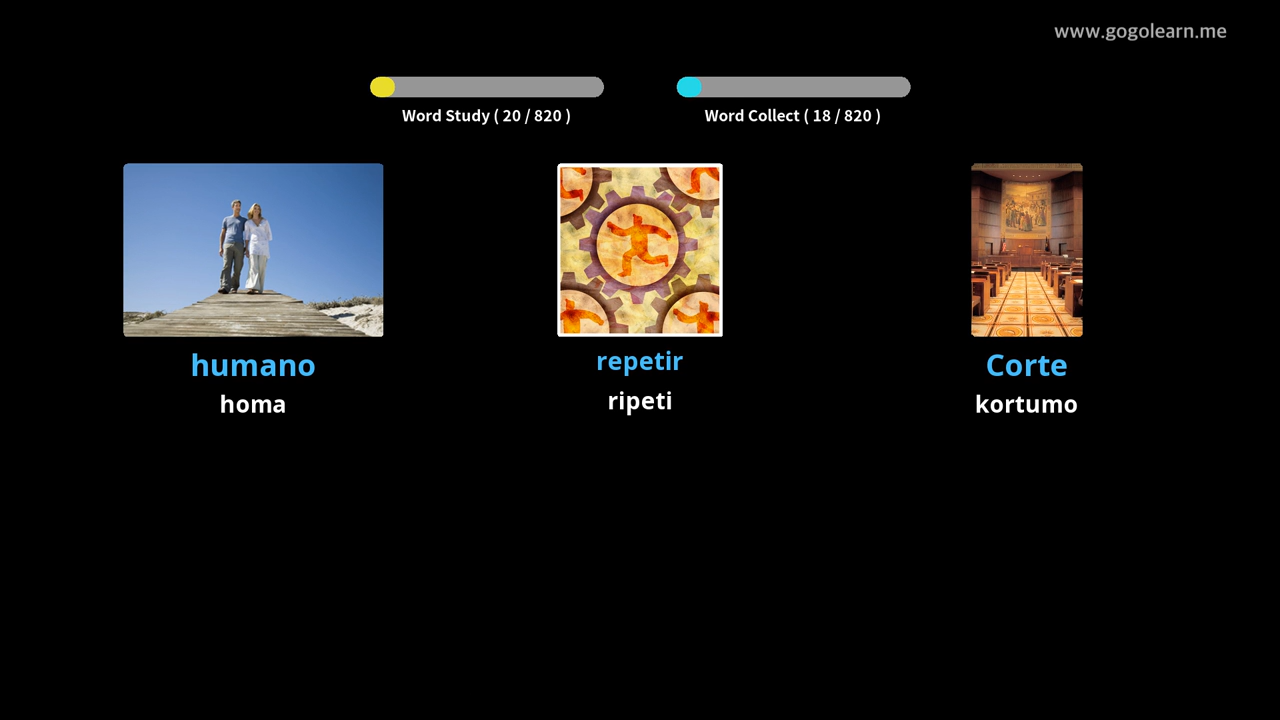 www.gogolearn.me
Word Study ( 20 / 820 )
Word Collect ( 18 / 820 )
humano
homa
repetir
ripeti
Corte
kortumo